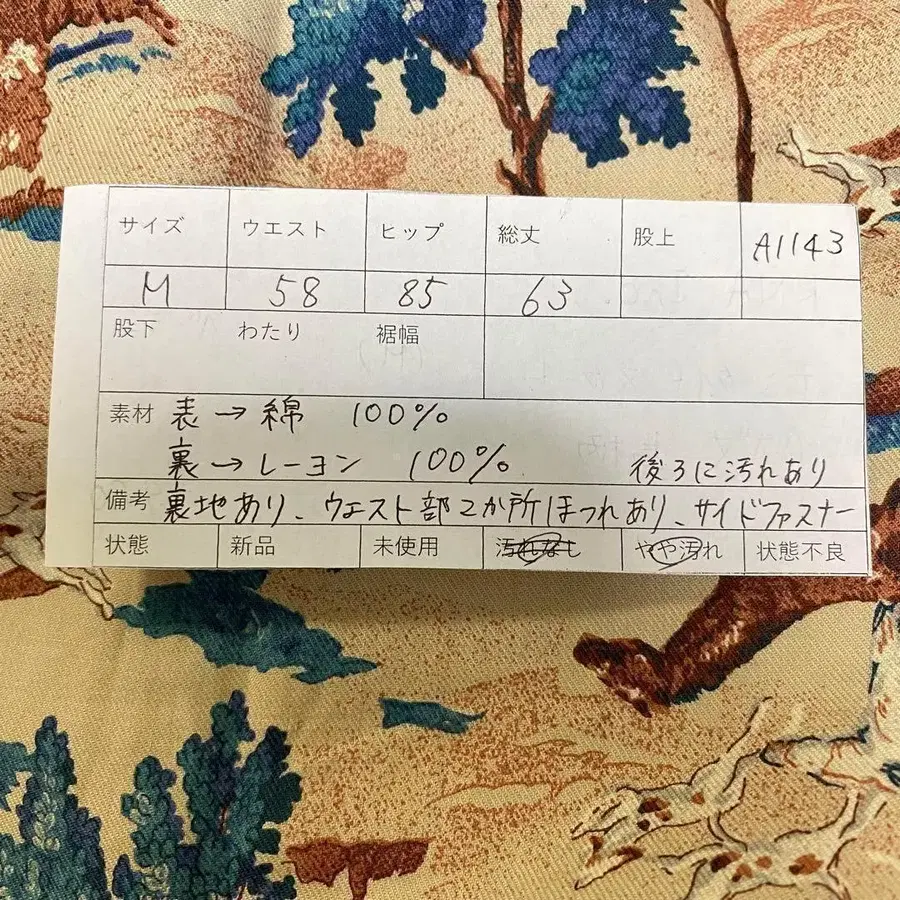 サイズ ウエスト ヒップ 総丈 股上 A1143
M 58 85 63
股下 わたり 裾幅
素材 表→綿 100%
裏→レーヨン 100% 後ろに汚れあり
備考 裏地あり、ウエスト部2か所ほつれあり、サイドファスナー
状態 新品 未使用 汚れなし やや汚れ 状態不良